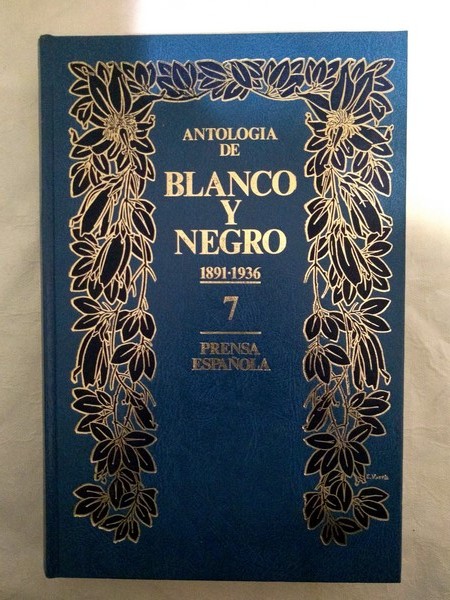 ANTOLOGIA
DE
BLANCO
Y
NEGRO
1891-1936
7
PRENSA
ESPAÑOLA